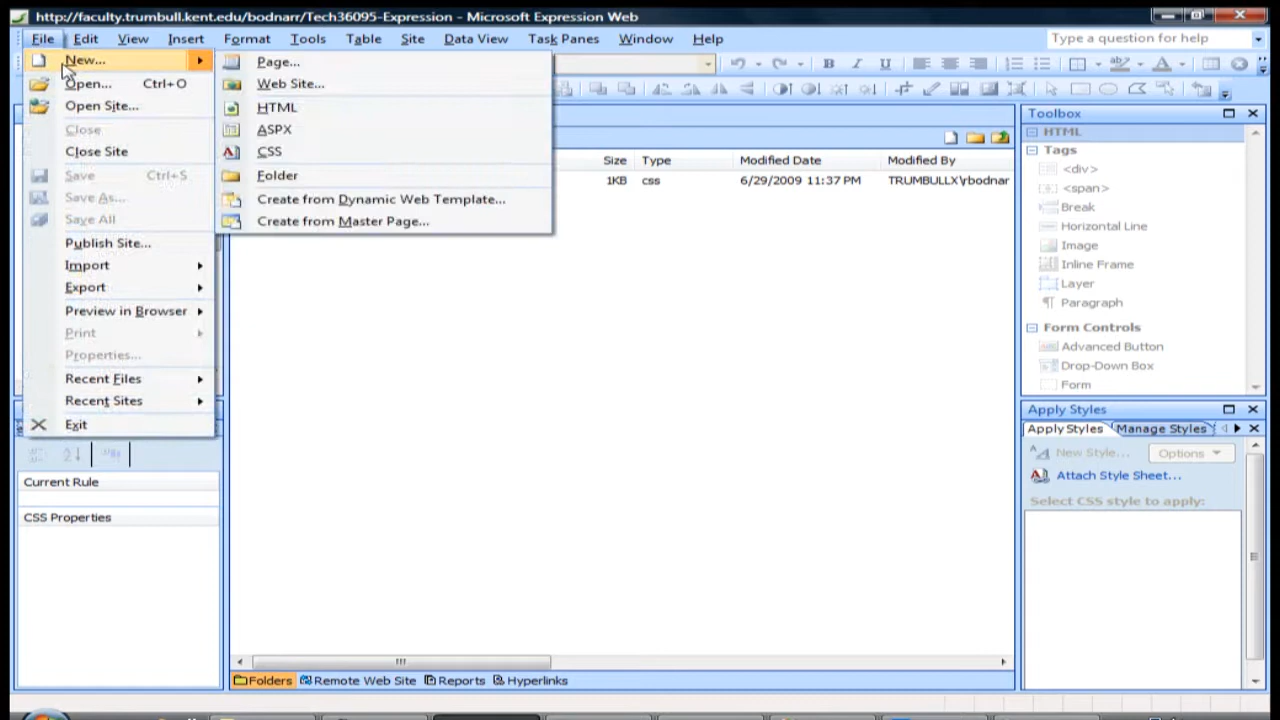 http://faculty.trumbull.kent.edu/bodnarr/Tech36095-Expression - Microsoft Expression Web
File Edit View Insert Format Tools Table Site Data View Task Panes Window Help Type a question for help
New...
Open... Ctrl+O
Open Site...
Close
Close Site
Save Ctrl+S
Save As...
Save All
Publish Site...
Import
Export
Preview in Browser
Print
Properties...
Recent Files
Recent Sites
Exit
Page...
Web Site...
HTML
ASPX
CSS
Folder
Create from Dynamic Web Template...
Create from Master Page...
Size Type Modified Date Modified By
1KB css 6/29/2009 11:37 PM TRUMBULLX\rbodnar
Toolbox
HTML
Tags
<div>
<span>
Break
Horizontal Line
Image
Inline Frame
Layer
Paragraph
Form Controls
Advanced Button
Drop-Down Box
Form
Apply Styles
Apply Styles Manage Styles
New Style... Options
Attach Style Sheet...
Select CSS style to apply:
Current Rule
CSS Properties
Folders Remote Web Site Reports Hyperlinks